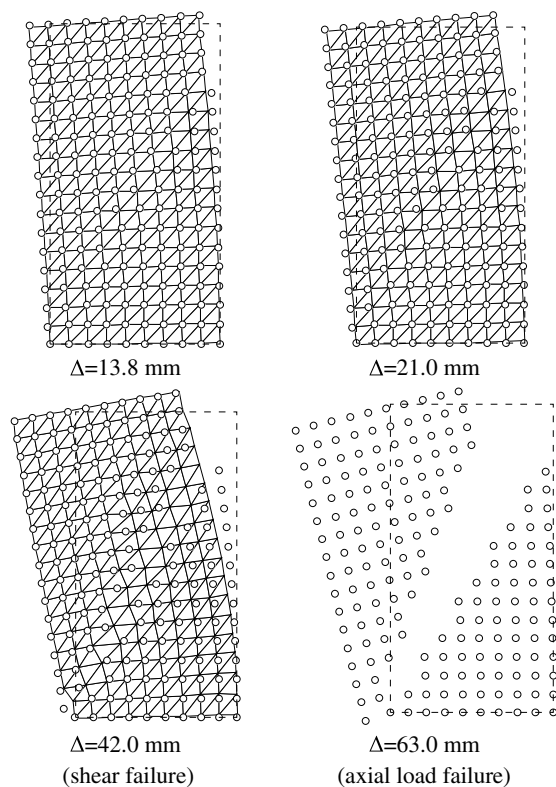 Δ=13.8 mm
Δ=21.0 mm
Δ=42.0 mm
(shear failure)
Δ=63.0 mm
(axial load failure)